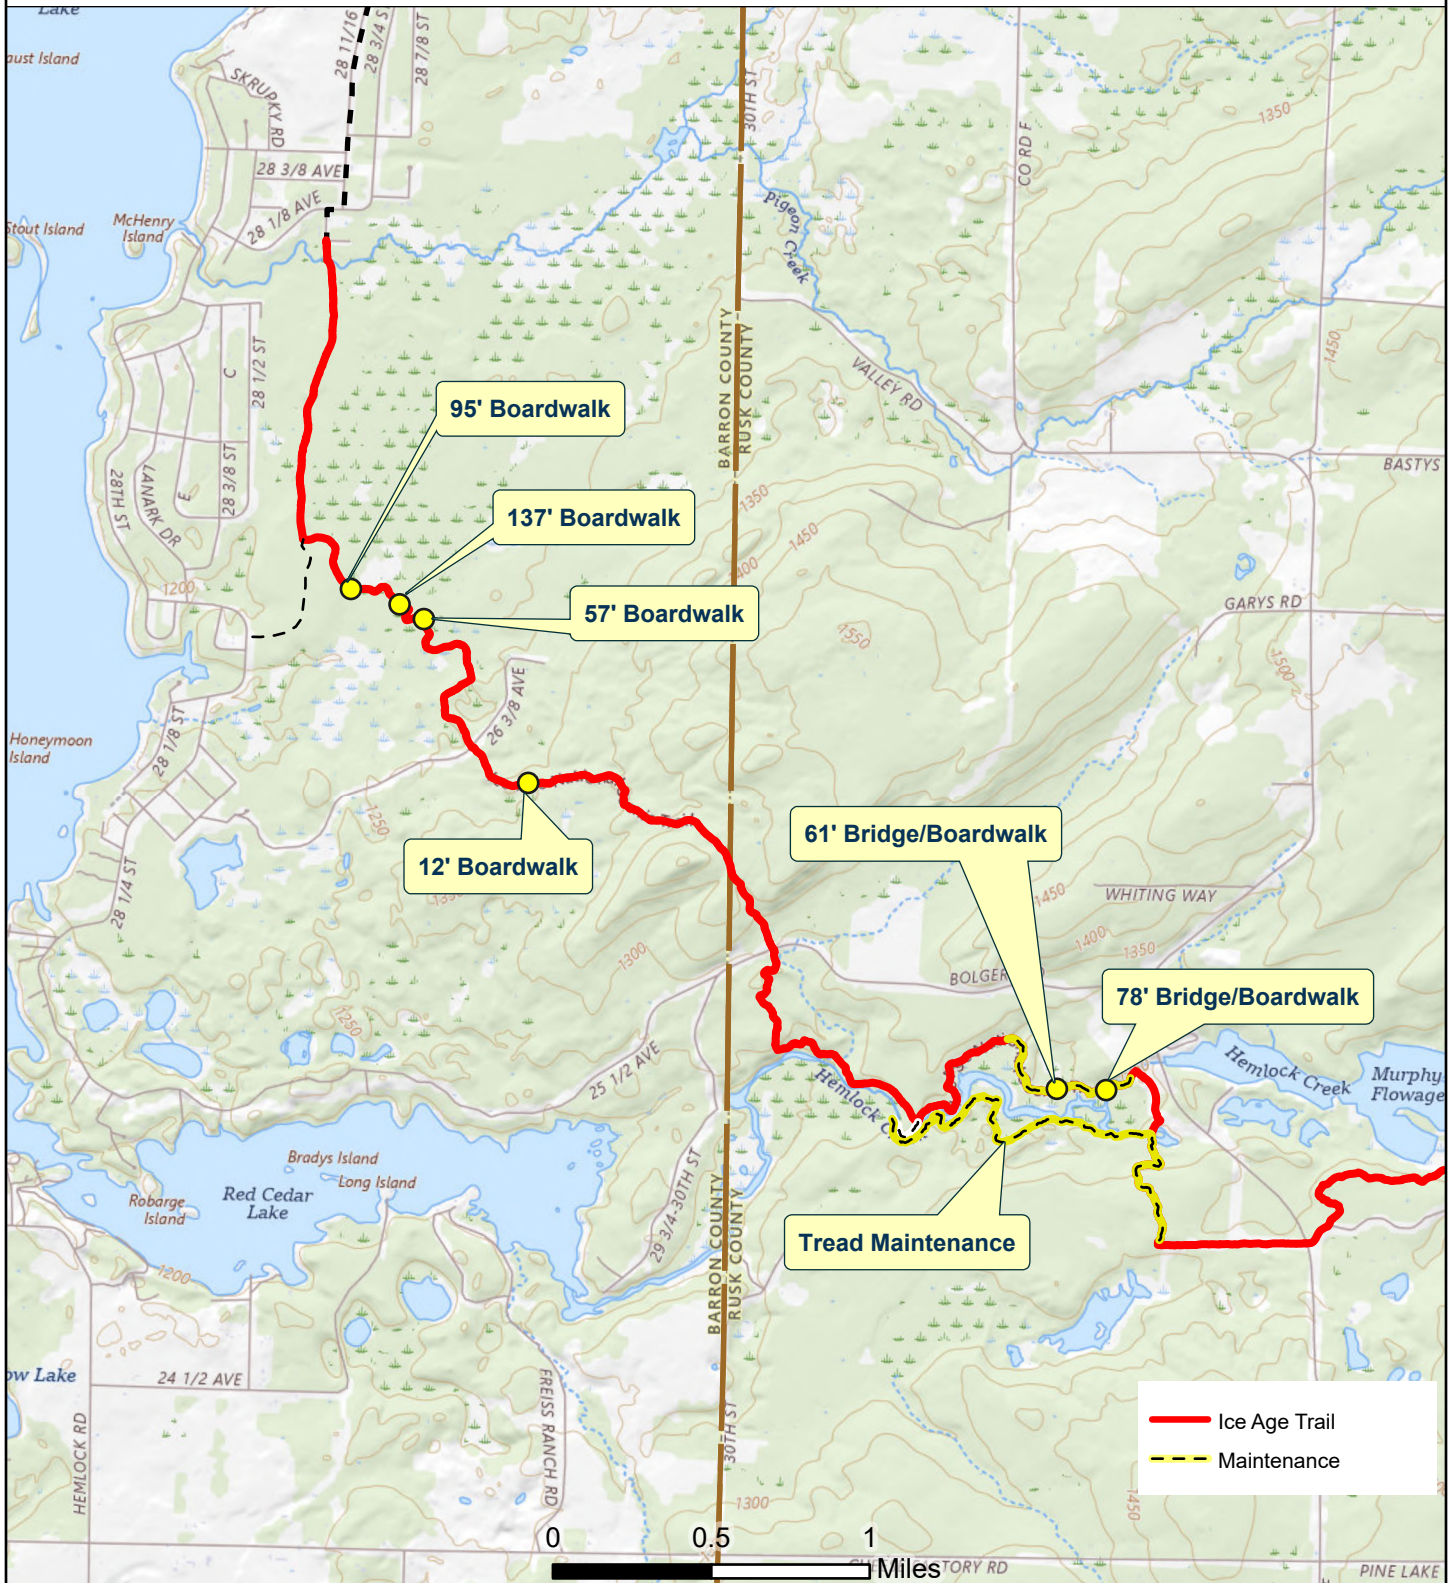 Lake
aust Island
SKRUPKY RD
28 11/16
28 3/4 S
28 7/8 ST
30TH ST
CO RD F
1350
28 3/8 AVE
28 1/8 AVE
McHenry
Island
Stout Island
Pigeon
Creek
BARRON COUNTY
RUSK COUNTY
VALLEY RD
1450
C
28 1/2 ST
95' Boardwalk
28TH ST
LANARK DR
E
28 3/8 ST
BASTYS
137' Boardwalk
1350
1450
400
1200
57' Boardwalk
GARYS RD
1550
1500
26 3/8 AVE
28 1/8 ST
Honeymoon
Island
1250
61' Bridge/Boardwalk
12' Boardwalk
28 1/4 ST
1450
WHITING WAY
1300
1400
1350
BOLGER
78' Bridge/Boardwalk
1250
25 1/2 AVE
Hemlock
Hemlock Creek
Murphy
Flowage
Bradys Island
Long Island
Robarge
Island
Red Cedar
Lake
29 3/4-30TH ST
BARRON COUNTY
RUSK COUNTY
Tread Maintenance
1200
ow Lake
24 1/2 AVE
HEMLOCK RD
FREISS RANCH RD
30TH ST
1300
1450
Ice Age Trail
Maintenance
0 0.5 1
Miles
FACTORY RD
PINE LAKE